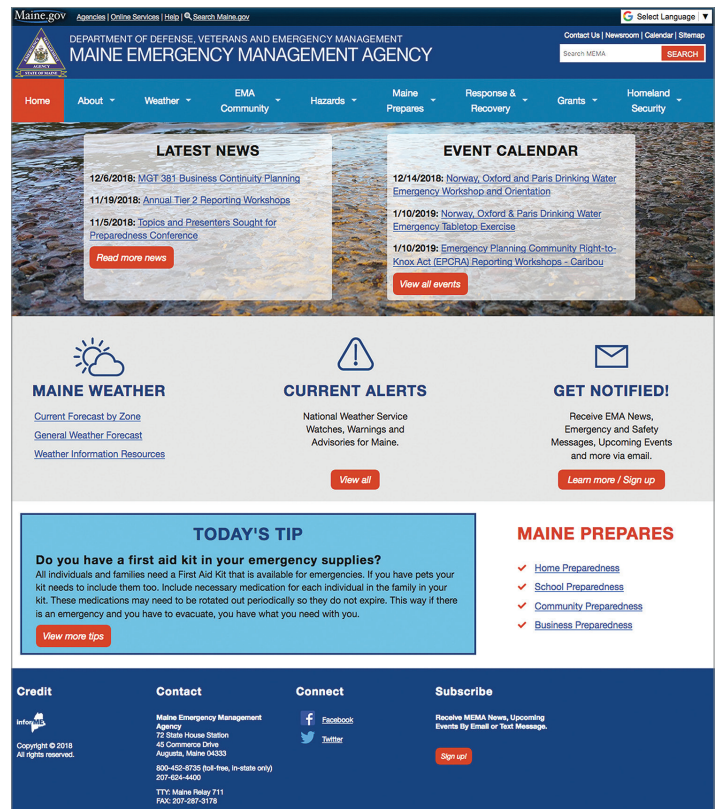 Maine.gov Agencies | Online Services | Help | Search Maine.gov
Select Language ▼
DEPARTMENT OF DEFENSE, VETERANS AND EMERGENCY MANAGEMENT
MAINE EMERGENCY MANAGEMENT AGENCY
AGENCY
STATE OF MAINE
Contact Us | Newsroom | Calendar | Sitemap
Search MEMA
SEARCH
Home
About
Weather
EMA
Community
Hazards
Maine
Prepares
Response &
Recovery
Grants
Homeland
Security
LATEST NEWS
12/6/2018: MGT 381 Business Continuity Planning
11/19/2018: Annual Tier 2 Reporting Workshops
11/5/2018: Topics and Presenters Sought for
Preparedness Conference
Read more news
EVENT CALENDAR
12/14/2018: Norway, Oxford and Paris Drinking Water
Emergency Workshop and Orientation
1/10/2019: Norway, Oxford & Paris Drinking Water
Emergency Tabletop Exercise
1/10/2019: Emergency Planning Community Right-to-
Know Act (EPCRA) Reporting Workshops - Caribou
View all events
MAINE WEATHER
Current Forecast by Zone
General Weather Forecast
Weather Information Resources
CURRENT ALERTS
National Weather Service
Watches, Warnings and
Advisories for Maine.
View all
GET NOTIFIED!
Receive EMA News,
Emergency and Safety
Messages, Upcoming Events
and more via email.
Learn more / Sign up
TODAY'S TIP
Do you have a first aid kit in your emergency supplies?
All individuals and families need a First Aid Kit that is available for emergencies. If you have pets your
kit needs to include them too. Include necessary medication for each individual in the family in your
kit. These medications may need to be rotated out periodically so they do not expire. This way if there
is an emergency and you have to evacuate, you have what you need with you.
View more tips
MAINE PREPARES
Home Preparedness
School Preparedness
Community Preparedness
Business Preparedness
Credit
Copyright © 2018
All rights reserved.
Contact
Maine Emergency Management
Agency
72 State House Station
45 Commerce Drive
Augusta, Maine 04333
800-452-8735 (toll-free, in-state only)
207-624-4400
TTY: Maine Relay 711
FAX: 207-287-3178
Connect
Facebook
Twitter
Subscribe
Receive MEMA News, Upcoming
Events By Email or Text Message.
Sign up!